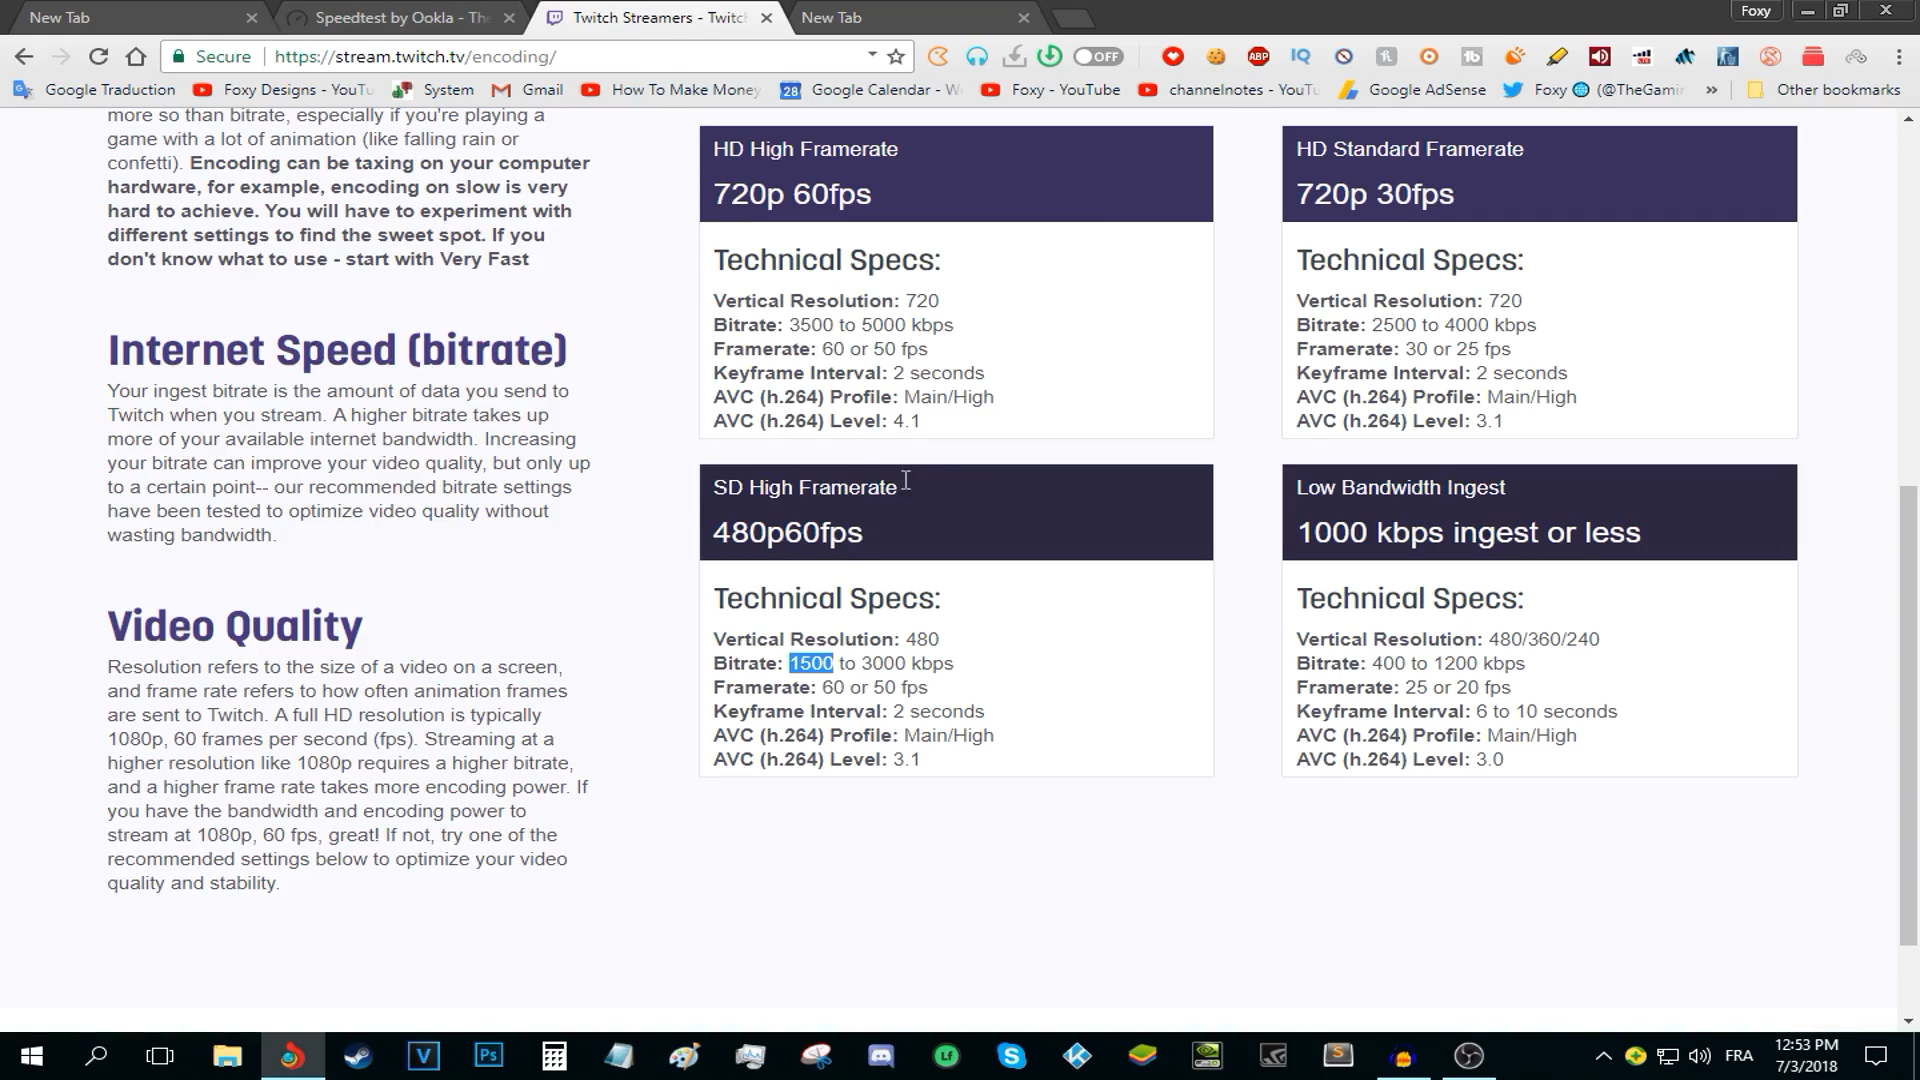 New Tab
Speedtest by Ookla - The
Twitch Streamers - Twitch
New Tab
Foxy
Secure
https://stream.twitch.tv/encoding/
OFF
ABP
IQ
tb
Google Traduction
Foxy Designs - YouTu
System
Gmail
How To Make Money
28
Google Calendar - W
Foxy - YouTube
channelnotes - YouTu
Google AdSense
Foxy
(@TheGamin
»
Other bookmarks
more so than bitrate, especially if you're playing a
game with a lot of animation (like falling rain or
confetti). Encoding can be taxing on your computer
hardware, for example, encoding on slow is very
hard to achieve. You will have to experiment with
different settings to find the sweet spot. If you
don't know what to use - start with Very Fast
Internet Speed (bitrate)
Your ingest bitrate is the amount of data you send to
Twitch when you stream. A higher bitrate takes up
more of your available internet bandwidth. Increasing
your bitrate can improve your video quality, but only up
to a certain point-- our recommended bitrate settings
have been tested to optimize video quality without
wasting bandwidth.
Video Quality
Resolution refers to the size of a video on a screen,
and frame rate refers to how often animation frames
are sent to Twitch. A full HD resolution is typically
1080p, 60 frames per second (fps). Streaming at a
higher resolution like 1080p requires a higher bitrate,
and a higher frame rate takes more encoding power. If
you have the bandwidth and encoding power to
stream at 1080p, 60 fps, great! If not, try one of the
recommended settings below to optimize your video
quality and stability.
HD High Framerate
720p 60fps
Technical Specs:
Vertical Resolution: 720
Bitrate: 3500 to 5000 kbps
Framerate: 60 or 50 fps
Keyframe Interval: 2 seconds
AVC (h.264) Profile: Main/High
AVC (h.264) Level: 4.1
HD Standard Framerate
720p 30fps
Technical Specs:
Vertical Resolution: 720
Bitrate: 2500 to 4000 kbps
Framerate: 30 or 25 fps
Keyframe Interval: 2 seconds
AVC (h.264) Profile: Main/High
AVC (h.264) Level: 3.1
SD High Framerate
480p60fps
Technical Specs:
Vertical Resolution: 480
Bitrate: 1500 to 3000 kbps
Framerate: 60 or 50 fps
Keyframe Interval: 2 seconds
AVC (h.264) Profile: Main/High
AVC (h.264) Level: 3.1
Low Bandwidth Ingest
1000 kbps ingest or less
Technical Specs:
Vertical Resolution: 480/360/240
Bitrate: 400 to 1200 kbps
Framerate: 25 or 20 fps
Keyframe Interval: 6 to 10 seconds
AVC (h.264) Profile: Main/High
AVC (h.264) Level: 3.0
V
Ps
Lf
S
FRA
12:53 PM
7/3/2018